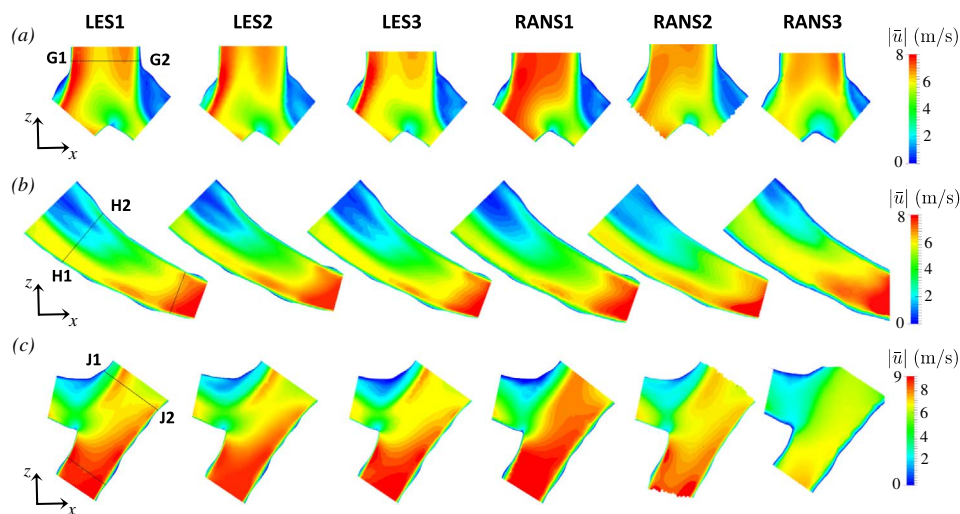 LES1 LES2 LES3 RANS1 RANS2 RANS3
(a)
|ū| (m/s)
G1 G2
8
6
4
2
0
z
x
(b)
|ū| (m/s)
H2
H1
8
6
4
2
0
z
x
(c)
|ū| (m/s)
J1
J2
9
8
6
4
2
0
z
x